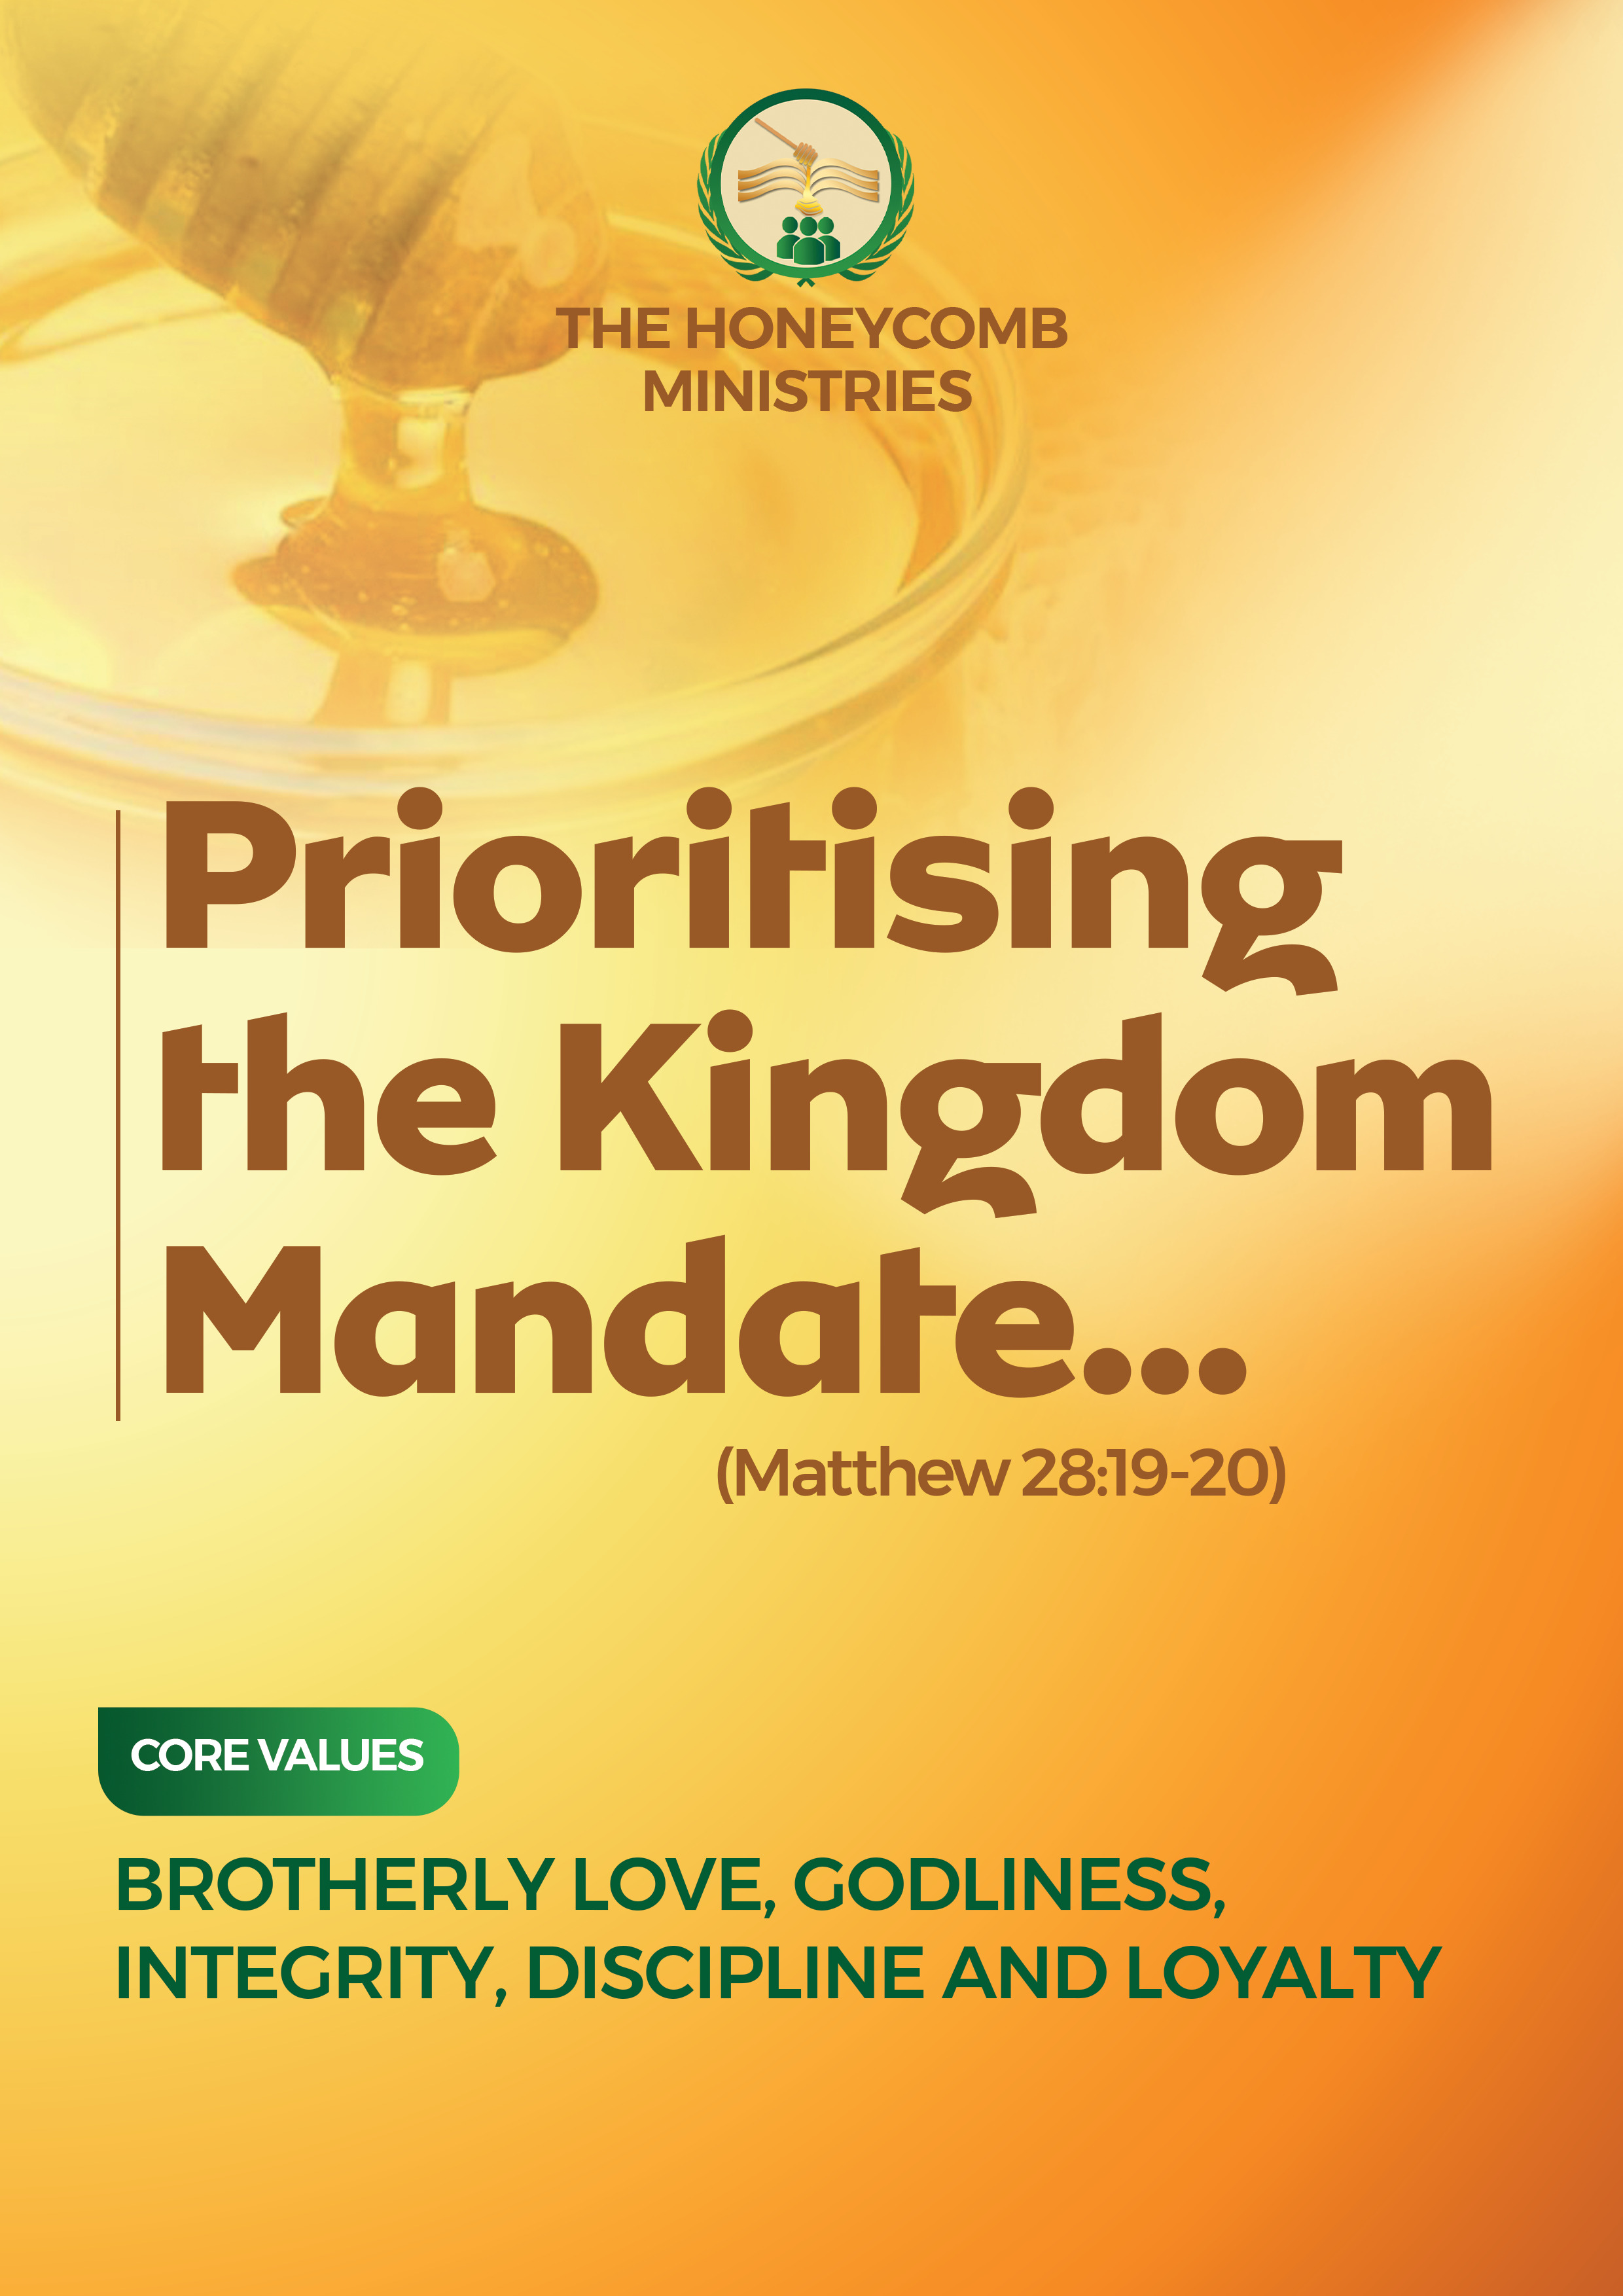 THE HONEYCOMB
MINISTRIES
Prioritising
the Kingdom
Mandate...
(Matthew 28:19-20)
CORE VALUES
BROTHERLY LOVE, GODLINESS,
INTEGRITY, DISCIPLINE AND LOYALTY